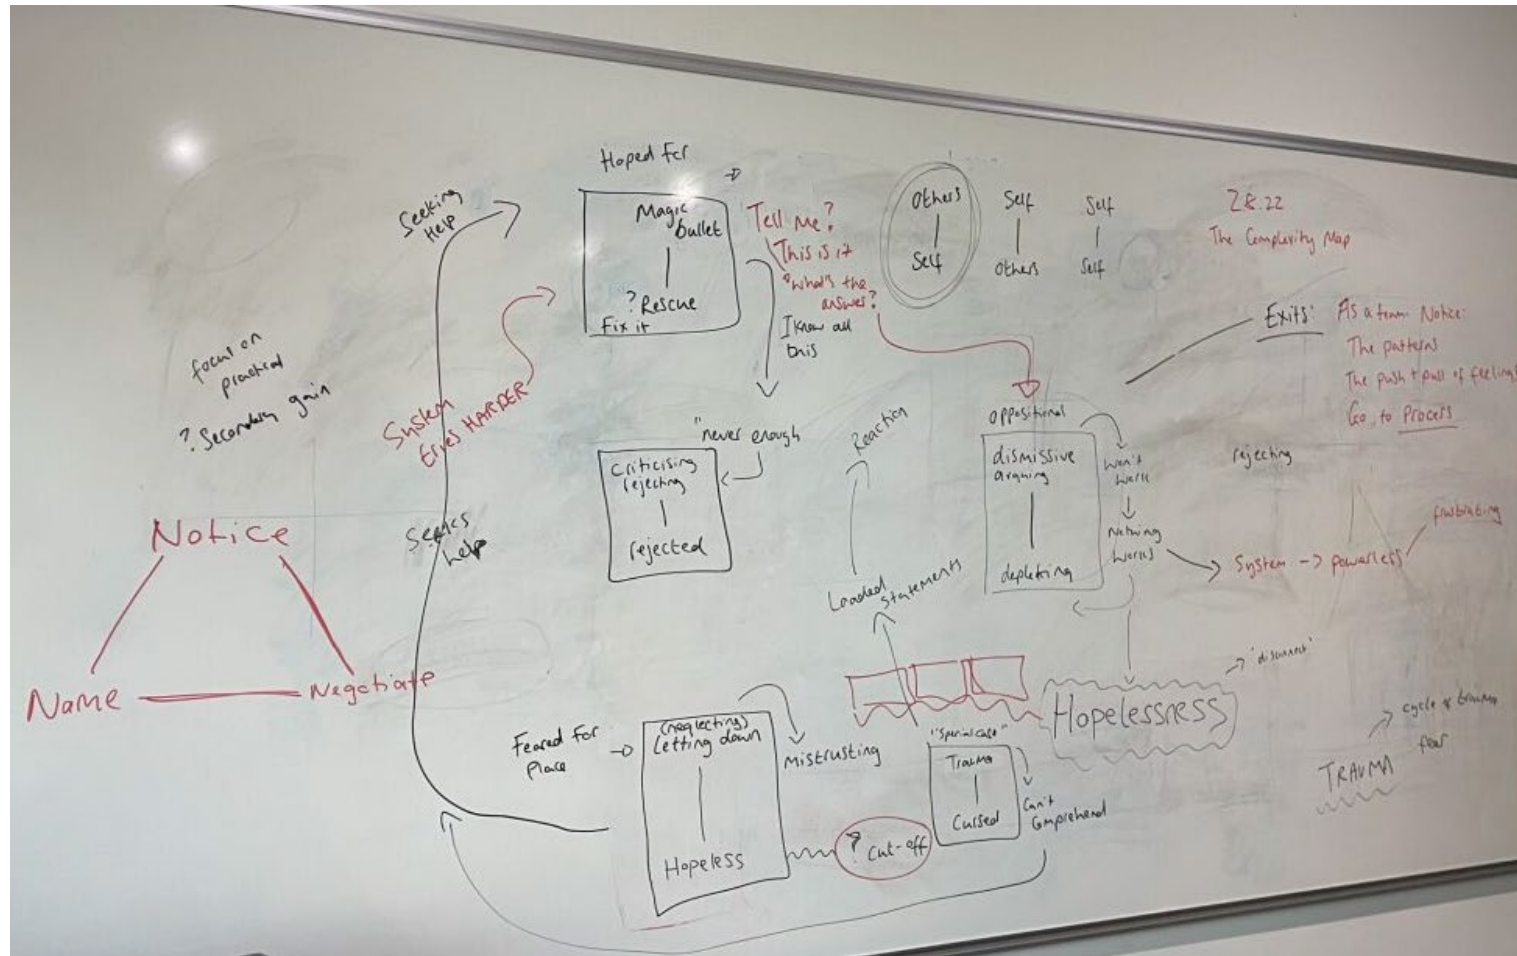 Hoped for
Magic
bullet
? Rescue
Fix it
Seeking
Help
System
tries HARDER
Seeks
help
focus on
practical
? Secondary gain
Notice
Name
Negotiate
Tell me?
This is it
"What's the
answer?
I know all
this
"never enough
Criticising
rejecting
rejected
Others
Self
Self
Others
Self
Self
The Complexity Map
Exits:
As a team Notice:
The patterns
The push + pull of feeling
Go to Process
Reaction
Loaded
Statements
oppositional
dismissive
arguing
depleting
Won't
work
Nothing
works
rejecting
System → powerless
frustrating
Hopelessness
"disconnect"
Feared for
place
(neglecting)
Letting down
Hopeless
Mistrusting
? cut-off
"Special case"
Trauma
Cursed
Can't
Comprehend
TRAUMA
cycle of trauma
fear